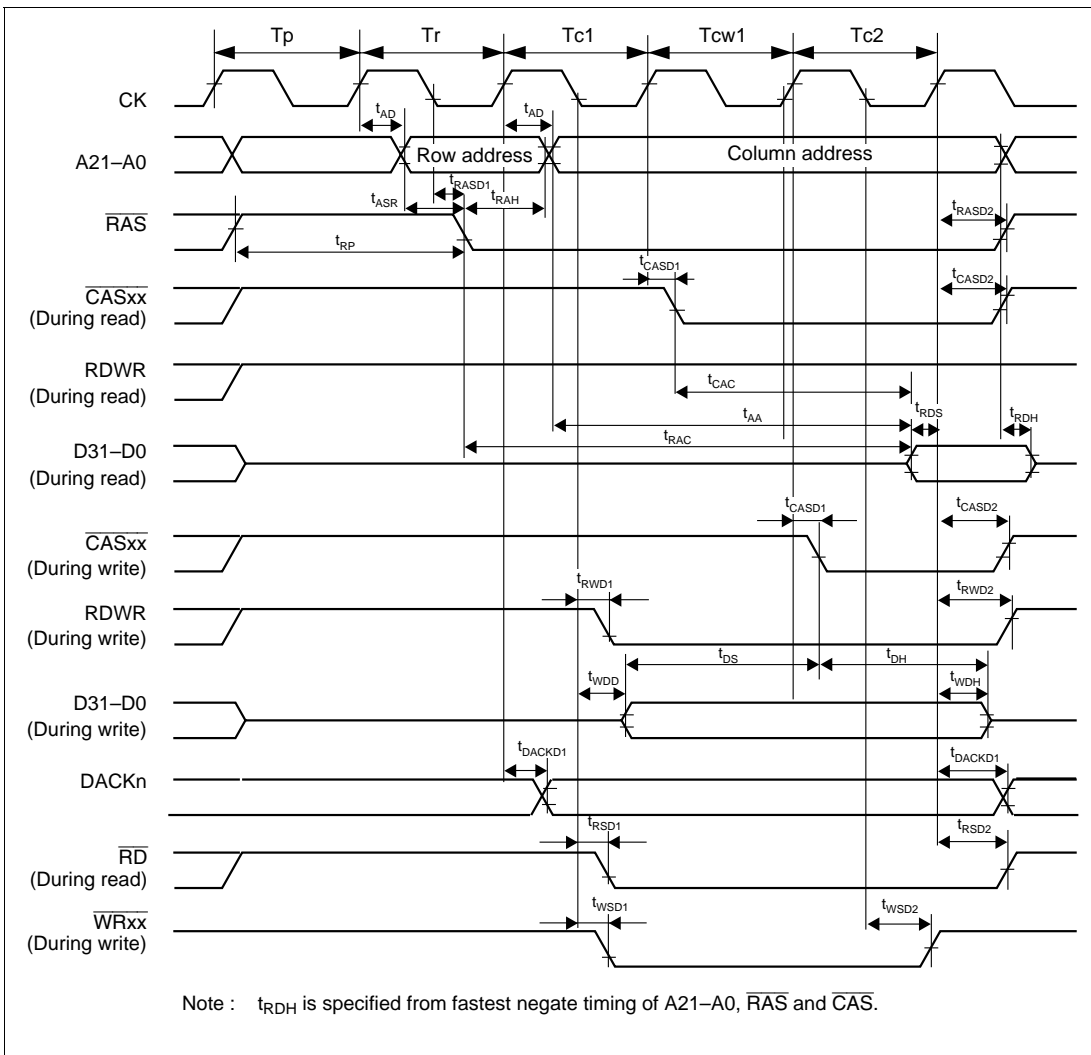 Tp Tr Tc1 Tcw1 Tc2
CK
tAD tAD
A21–A0 Row address Column address
tRASD1
tASR tRAH
RAS tRASD2
tRP
tCASD1
CASxx tCASD2
(During read)
RDWR
(During read)
tCAC
tAA tRDS tRDH
tRAC
D31–D0
(During read)
tCASD1 tCASD2
CASxx
(During write)
tRWD1 tRWD2
RDWR
(During write)
tDS tDH
tWDD tWDH
D31–D0
(During write)
tDACKD1 tDACKD1
DACKn
tRSD1 tRSD2
RD
(During read)
tWSD1 tWSD2
WRxx
(During write)
Note : tRDH is specified from fastest negate timing of A21–A0, RAS and CAS.